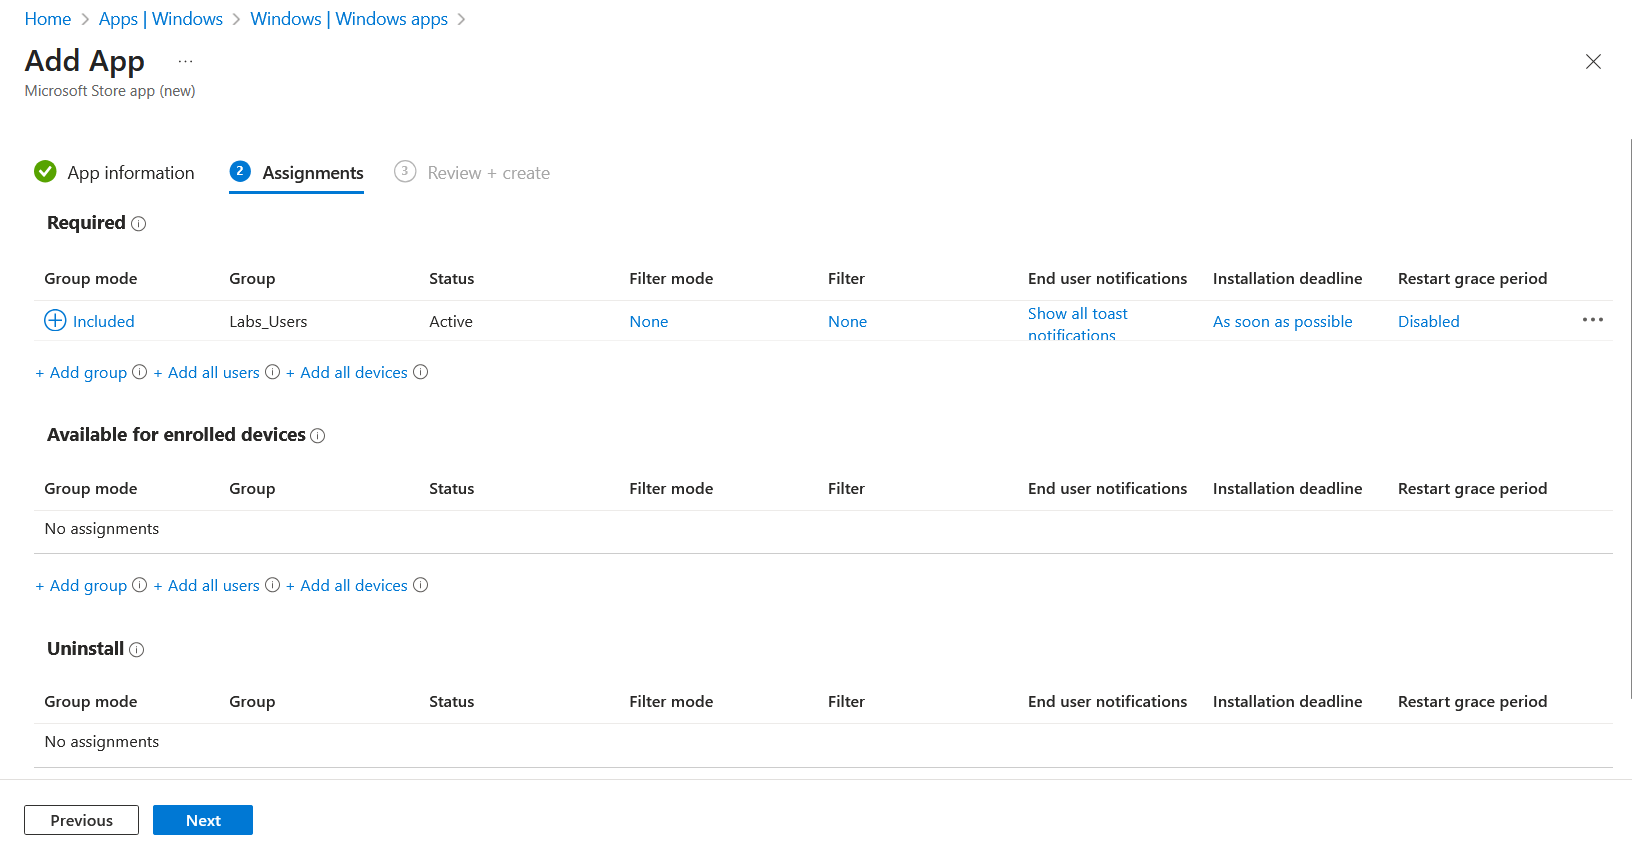 Home > Apps | Windows > Windows | Windows apps >
Add App ...
Microsoft Store app (new)
App information 2 Assignments 3 Review + create
Required
Group mode Group Status Filter mode Filter End user notifications Installation deadline Restart grace period
Included Labs_Users Active None None Show all toast notifications As soon as possible Disabled
+ Add group + Add all users + Add all devices
Available for enrolled devices
Group mode Group Status Filter mode Filter End user notifications Installation deadline Restart grace period
No assignments
+ Add group + Add all users + Add all devices
Uninstall
Group mode Group Status Filter mode Filter End user notifications Installation deadline Restart grace period
No assignments
Previous Next